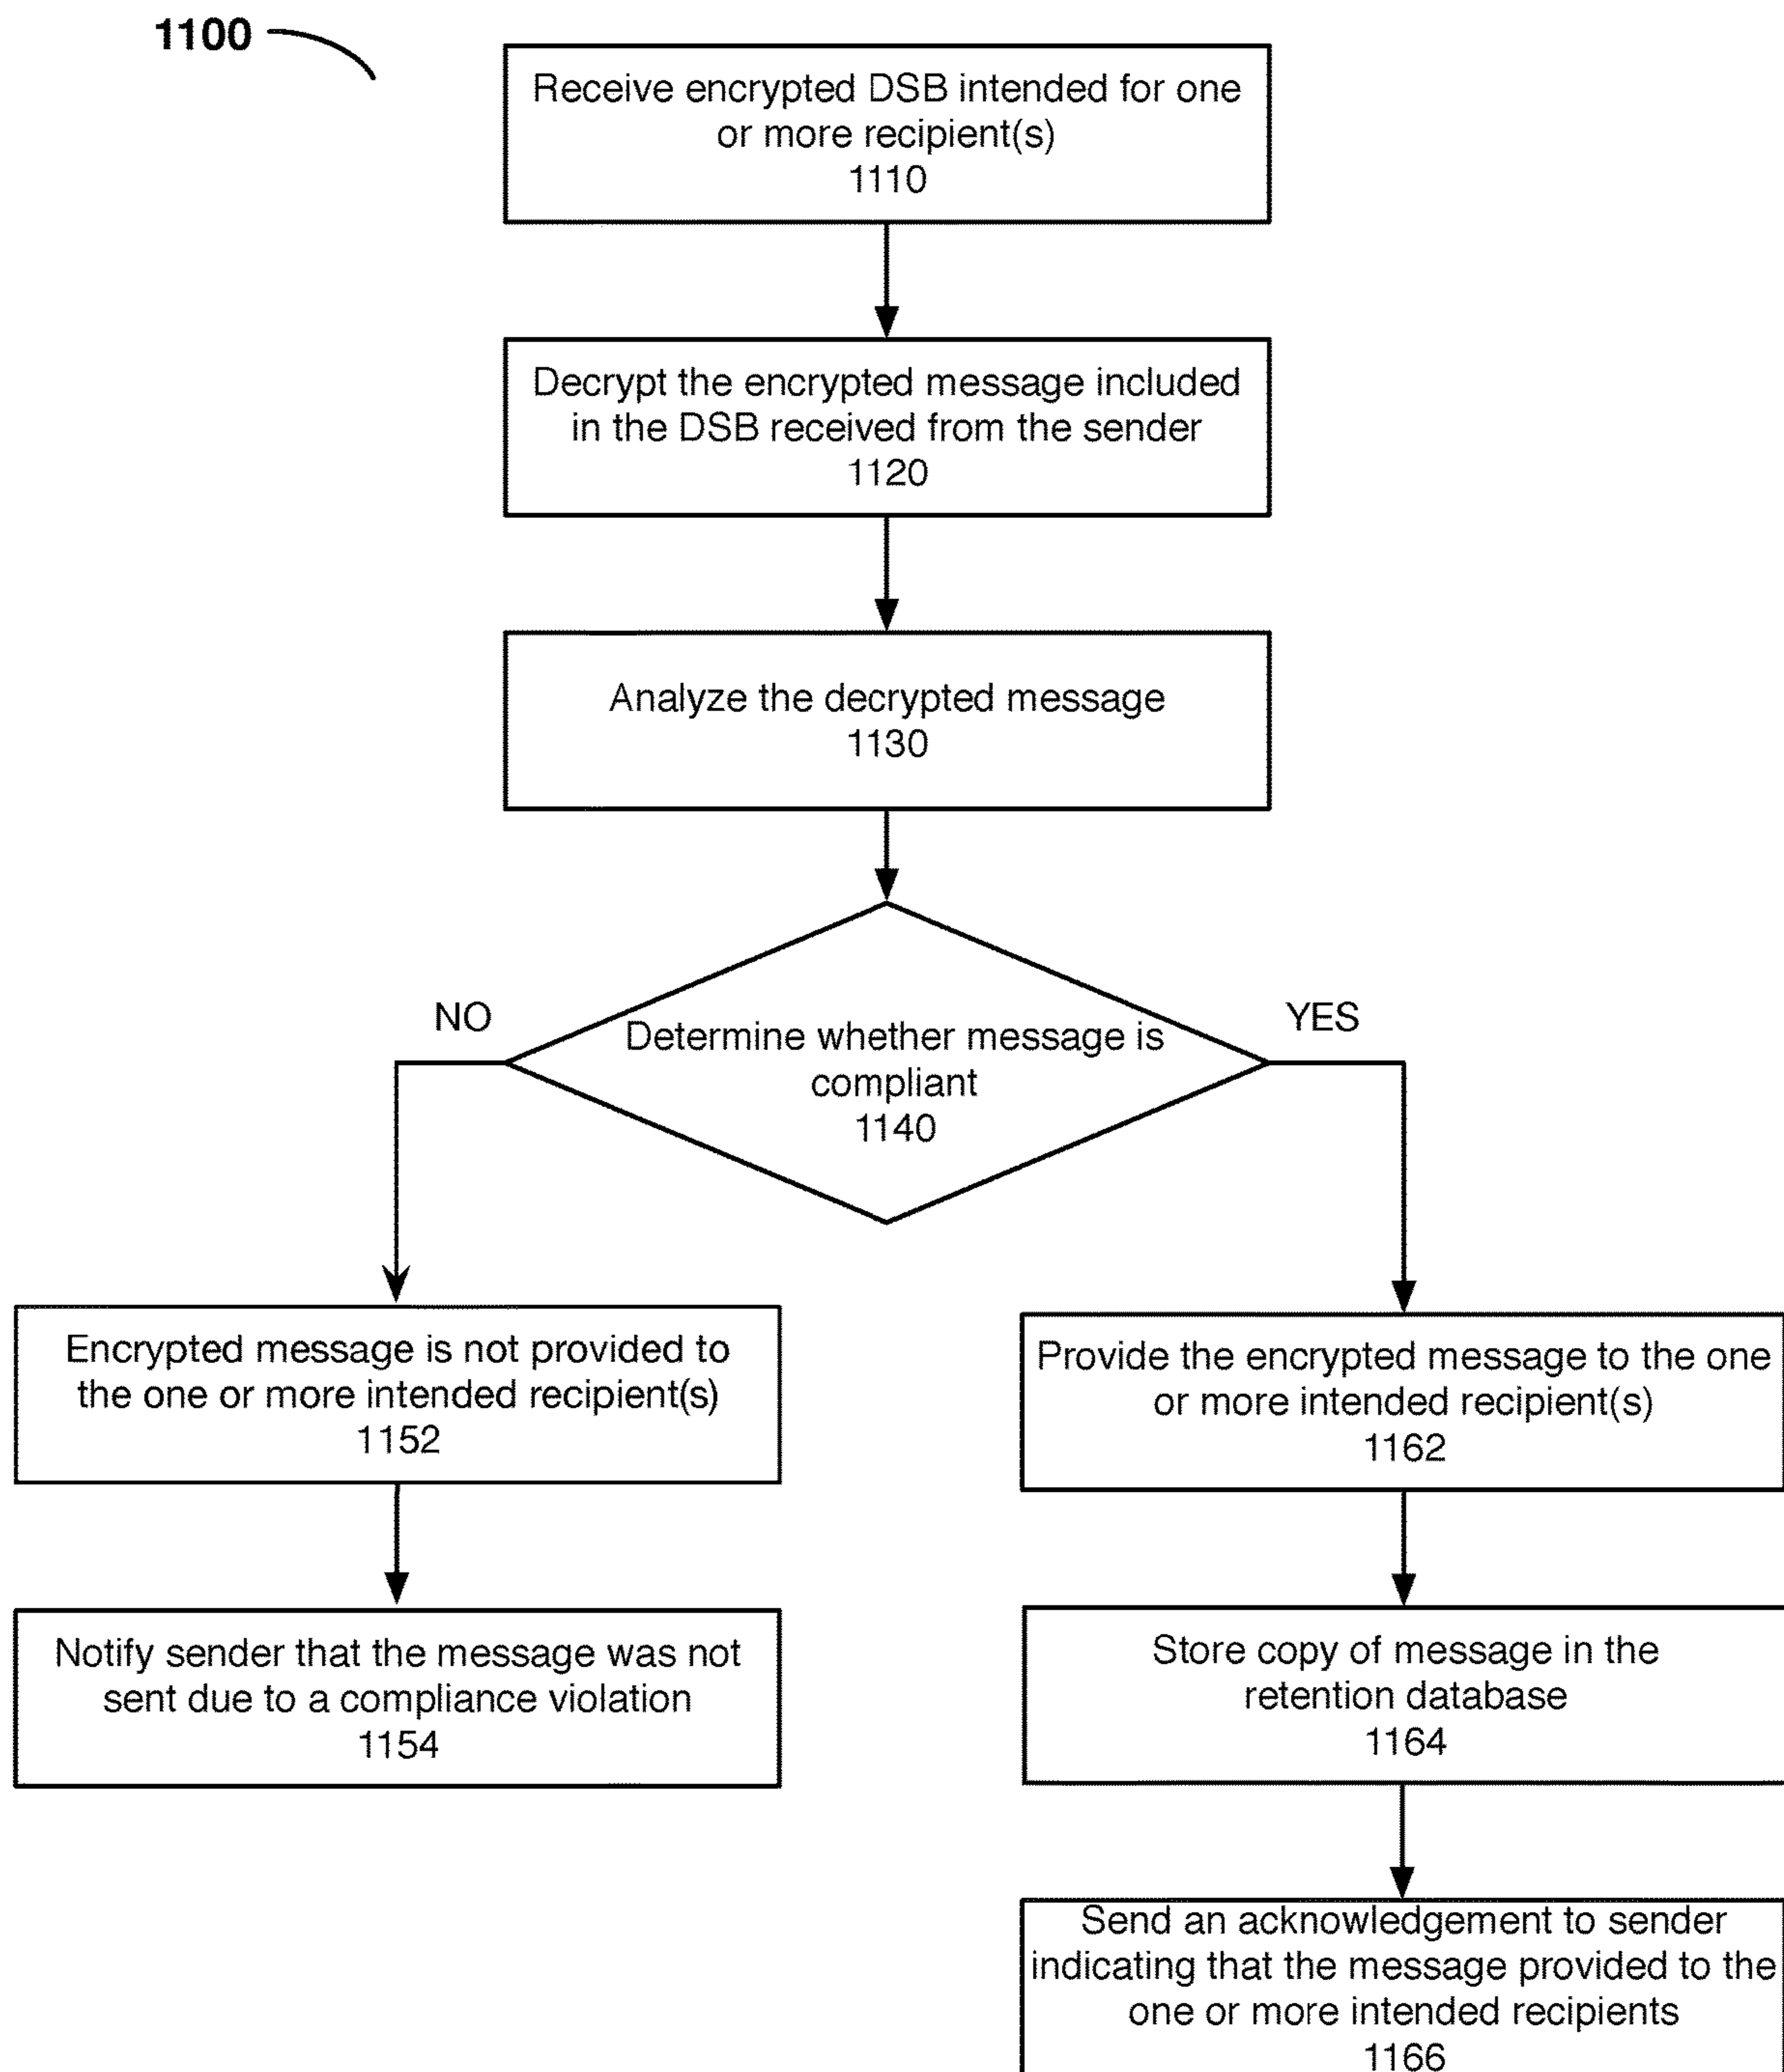 1100
Receive encrypted DSB intended for one
or more recipient(s)
1110
Decrypt the encrypted message included
in the DSB received from the sender
1120
Analyze the decrypted message
1130
NO
YES
Determine whether message is
compliant
1140
Encrypted message is not provided to
the one or more intended recipient(s)
1152
Provide the encrypted message to the one
or more intended recipient(s)
1162
Notify sender that the message was not
sent due to a compliance violation
1154
Store copy of message in the
retention database
1164
Send an acknowledgement to sender
indicating that the message provided to the
one or more intended recipients
1166